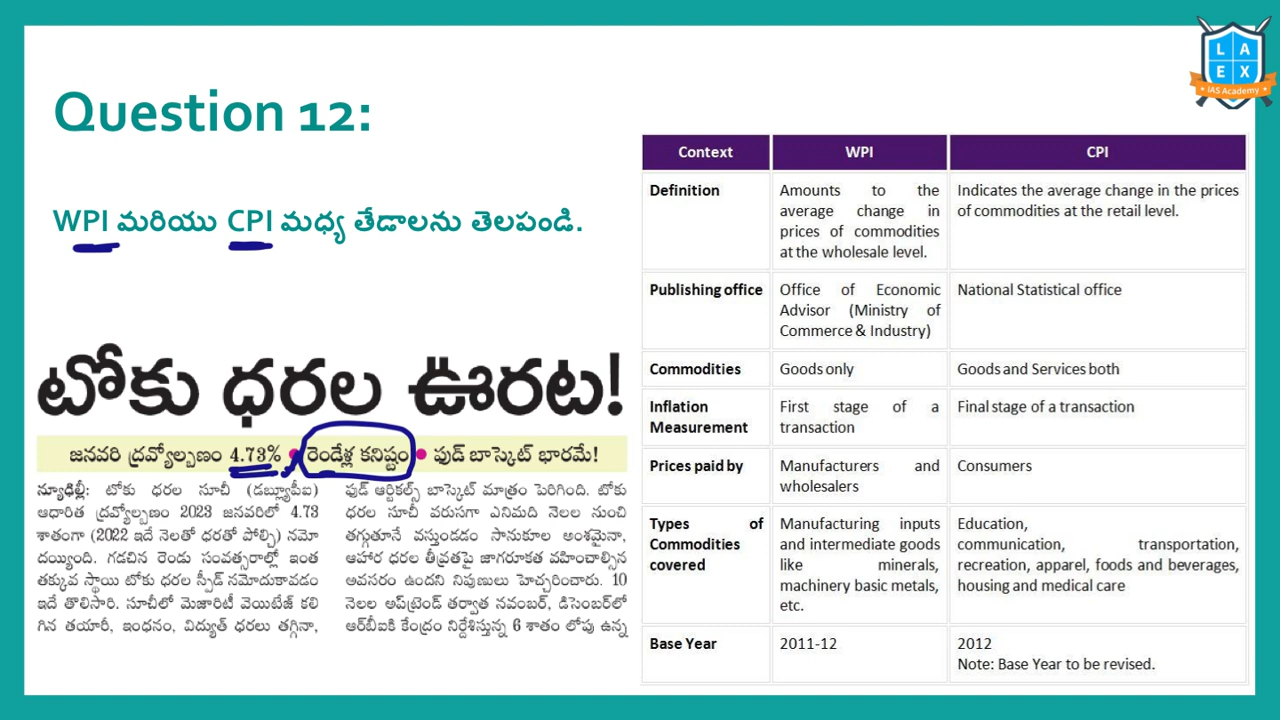 L A
E X
IAS Academy
Question 12:
WPI మరియు CPI మధ్య తేడాలను తెలపండి.
టోకు ధరల ఊరట!
జనవరి ద్రవ్యోల్బణం 4.73% ● రెండేళ్ల కనిష్టం ● ఫుడ్ బాస్కెట్ భారమే!
న్యూఢిల్లీ: టోకు ధరల సూచీ (డబ్ల్యూపీఐ)
ఆధారిత ద్రవ్యోల్బణం 2023 జనవరిలో 4.73
శాతంగా (2022 ఇదే నెలతో ధరతో పోల్చి) నమో
దయ్యింది. గడచిన రెండు సంవత్సరాల్లో ఇంత
తక్కువ స్థాయి టోకు ధరల స్పీడ్ నమోదుకావడం
ఇదే తొలిసారి. సూచీలో మెజారిటీ వెయిటేజ్ కలి
గిన తయారీ, ఇంధనం, విద్యుత్ ధరలు తగ్గినా,
ఫుడ్ ఆర్టికల్స్ బాస్కెట్ మాత్రం పెరిగింది. టోకు
ధరల సూచీ వరుసగా ఎనిమిది నెలల నుంచి
తగ్గుతూనే వస్తుండడం సానుకూల అంశమైనా,
ఆహార ధరల తీవ్రతపై జాగరూకత వహించాల్సిన
అవసరం ఉందని నిపుణులు హెచ్చరించారు. 10
నెలల అప్‌ట్రెండ్ తర్వాత నవంబర్, డిసెంబర్‌లో
ఆర్‌బీఐకి కేంద్రం నిర్దేశిస్తున్న 6 శాతం లోపు ఉన్న
Context WPI CPI
Definition Amounts to the Indicates the average change in the prices
average change in of commodities at the retail level.
prices of commodities
at the wholesale level.
Publishing office Office of Economic National Statistical office
Advisor (Ministry of
Commerce & Industry)
Commodities Goods only Goods and Services both
Inflation First stage of a Final stage of a transaction
Measurement transaction
Prices paid by Manufacturers and Consumers
wholesalers
Types of Manufacturing inputs Education,
Commodities and intermediate goods communication, transportation,
covered like minerals, recreation, apparel, foods and beverages,
machinery basic metals, housing and medical care
etc.
Base Year 2011-12 2012
Note: Base Year to be revised.